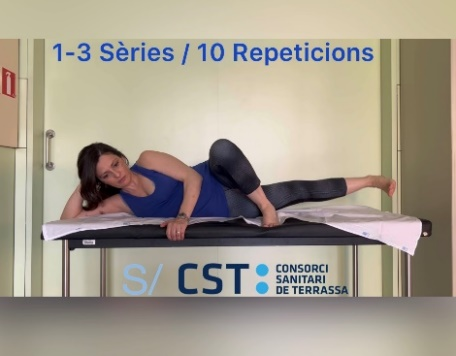 1-3 Sèries / 10 Repeticions
S/ CST: CONSORCI
SANITARI
DE TERRASSA